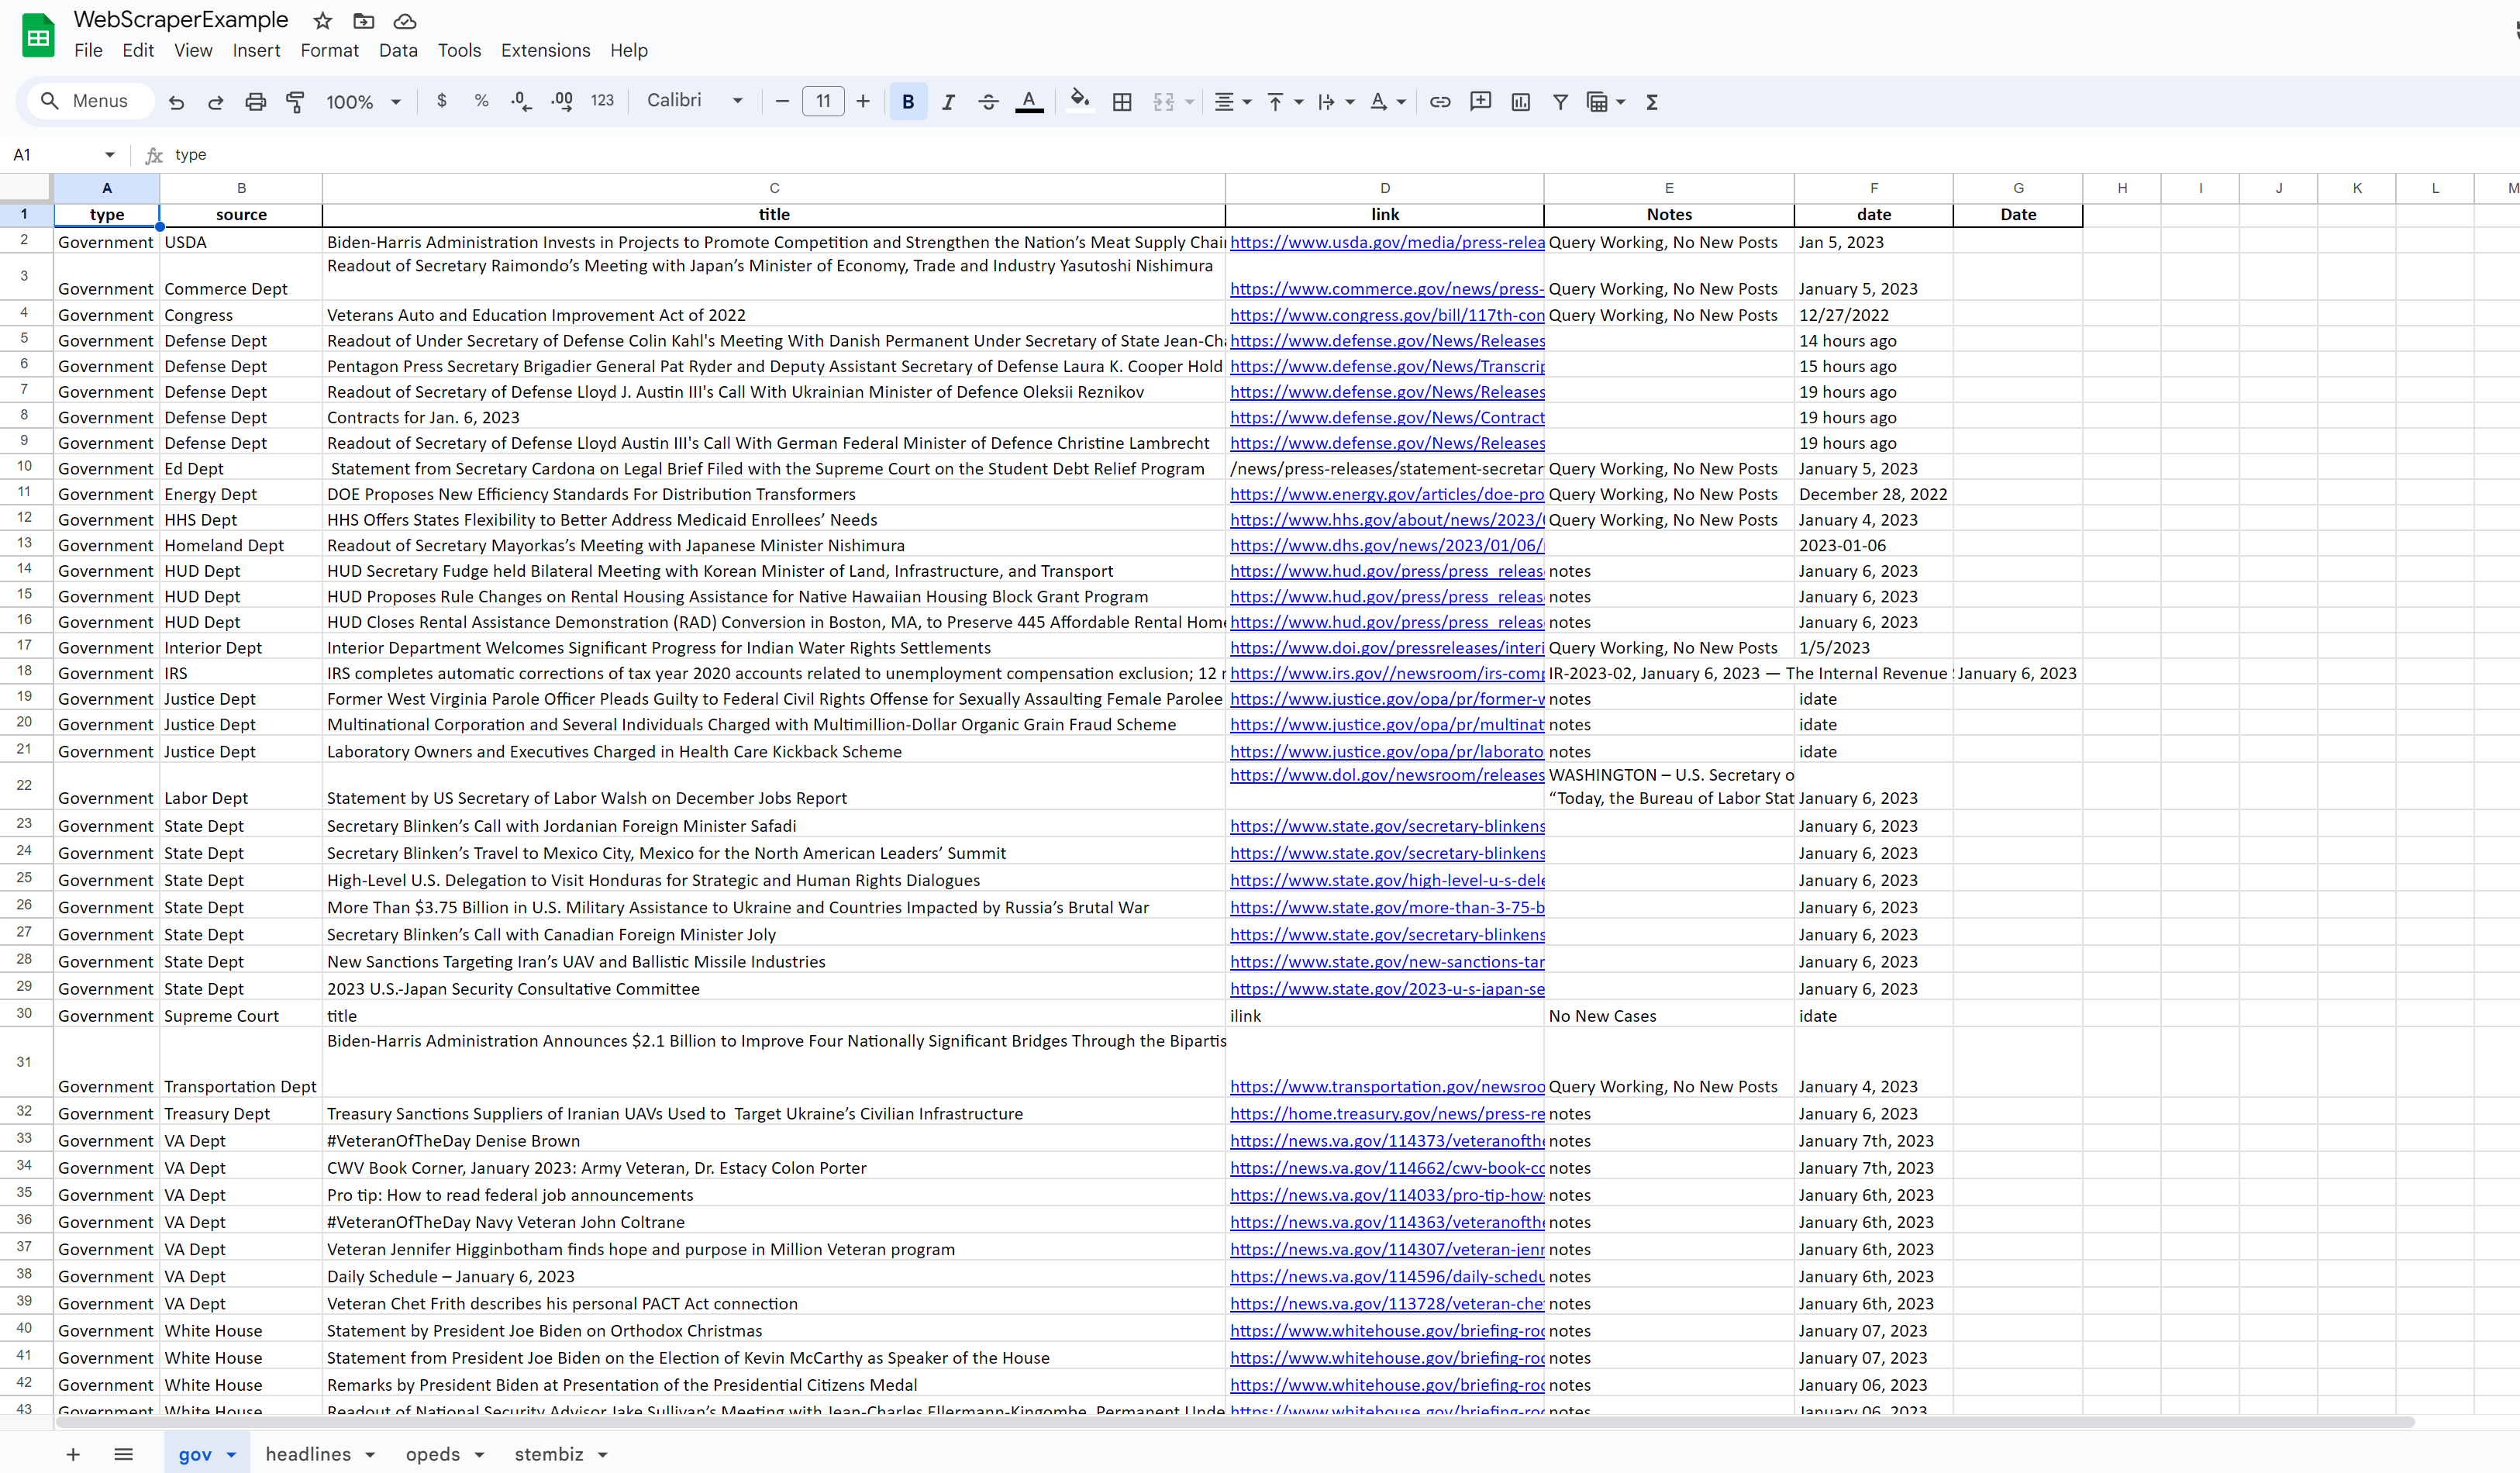 WebScraperExample
File Edit View Insert Format Data Tools Extensions Help
Menus 100% $ % .0 .00 123 Calibri 11 B I A
A1 fx type
A B C D E F G H I J K L M
1 type source title link Notes date Date
2 Government USDA Biden-Harris Administration Invests in Projects to Promote Competition and Strengthen the Nation’s Meat Supply Chain https://www.usda.gov/media/press-relea Query Working, No New Posts Jan 5, 2023
3 Government Commerce Dept Readout of Secretary Raimondo’s Meeting with Japan’s Minister of Economy, Trade and Industry Yasutoshi Nishimura https://www.commerce.gov/news/press- Query Working, No New Posts January 5, 2023
4 Government Congress Veterans Auto and Education Improvement Act of 2022 https://www.congress.gov/bill/117th-con Query Working, No New Posts 12/27/2022
5 Government Defense Dept Readout of Under Secretary of Defense Colin Kahl's Meeting With Danish Permanent Under Secretary of State Jean-Cha https://www.defense.gov/News/Releases 14 hours ago
6 Government Defense Dept Pentagon Press Secretary Brigadier General Pat Ryder and Deputy Assistant Secretary of Defense Laura K. Cooper Hold https://www.defense.gov/News/Transcrip 15 hours ago
7 Government Defense Dept Readout of Secretary of Defense Lloyd J. Austin III's Call With Ukrainian Minister of Defence Oleksii Reznikov https://www.defense.gov/News/Releases 19 hours ago
8 Government Defense Dept Contracts for Jan. 6, 2023 https://www.defense.gov/News/Contract 19 hours ago
9 Government Defense Dept Readout of Secretary of Defense Lloyd Austin III's Call With German Federal Minister of Defence Christine Lambrecht https://www.defense.gov/News/Releases 19 hours ago
10 Government Ed Dept Statement from Secretary Cardona on Legal Brief Filed with the Supreme Court on the Student Debt Relief Program /news/press-releases/statement-secretar Query Working, No New Posts January 5, 2023
11 Government Energy Dept DOE Proposes New Efficiency Standards For Distribution Transformers https://www.energy.gov/articles/doe-pro Query Working, No New Posts December 28, 2022
12 Government HHS Dept HHS Offers States Flexibility to Better Address Medicaid Enrollees’ Needs https://www.hhs.gov/about/news/2023/ Query Working, No New Posts January 4, 2023
13 Government Homeland Dept Readout of Secretary Mayorkas’s Meeting with Japanese Minister Nishimura https://www.dhs.gov/news/2023/01/06/ 2023-01-06
14 Government HUD Dept HUD Secretary Fudge held Bilateral Meeting with Korean Minister of Land, Infrastructure, and Transport https://www.hud.gov/press/press_releas notes January 6, 2023
15 Government HUD Dept HUD Proposes Rule Changes on Rental Housing Assistance for Native Hawaiian Housing Block Grant Program https://www.hud.gov/press/press_releas notes January 6, 2023
16 Government HUD Dept HUD Closes Rental Assistance Demonstration (RAD) Conversion in Boston, MA, to Preserve 445 Affordable Rental Home https://www.hud.gov/press/press_releas notes January 6, 2023
17 Government Interior Dept Interior Department Welcomes Significant Progress for Indian Water Rights Settlements https://www.doi.gov/pressreleases/interi Query Working, No New Posts 1/5/2023
18 Government IRS IRS completes automatic corrections of tax year 2020 accounts related to unemployment compensation exclusion; 12 https://www.irs.gov//newsroom/irs-comp IR-2023-02, January 6, 2023 — The Internal Revenue January 6, 2023
19 Government Justice Dept Former West Virginia Parole Officer Pleads Guilty to Federal Civil Rights Offense for Sexually Assaulting Female Parolee https://www.justice.gov/opa/pr/former-v notes idate
20 Government Justice Dept Multinational Corporation and Several Individuals Charged with Multimillion-Dollar Organic Grain Fraud Scheme https://www.justice.gov/opa/pr/multinat notes idate
21 Government Justice Dept Laboratory Owners and Executives Charged in Health Care Kickback Scheme https://www.justice.gov/opa/pr/laborato notes idate
https://www.dol.gov/newsroom/releases WASHINGTON – U.S. Secretary o
22 Government Labor Dept Statement by US Secretary of Labor Walsh on December Jobs Report “Today, the Bureau of Labor Stat January 6, 2023
23 Government State Dept Secretary Blinken’s Call with Jordanian Foreign Minister Safadi https://www.state.gov/secretary-blinkens January 6, 2023
24 Government State Dept Secretary Blinken’s Travel to Mexico City, Mexico for the North American Leaders’ Summit https://www.state.gov/secretary-blinkens January 6, 2023
25 Government State Dept High-Level U.S. Delegation to Visit Honduras for Strategic and Human Rights Dialogues https://www.state.gov/high-level-u-s-dele January 6, 2023
26 Government State Dept More Than $3.75 Billion in U.S. Military Assistance to Ukraine and Countries Impacted by Russia’s Brutal War https://www.state.gov/more-than-3-75-b January 6, 2023
27 Government State Dept Secretary Blinken’s Call with Canadian Foreign Minister Joly https://www.state.gov/secretary-blinkens January 6, 2023
28 Government State Dept New Sanctions Targeting Iran’s UAV and Ballistic Missile Industries https://www.state.gov/new-sanctions-tar January 6, 2023
29 Government State Dept 2023 U.S.-Japan Security Consultative Committee https://www.state.gov/2023-u-s-japan-se January 6, 2023
30 Government Supreme Court title ilink No New Cases idate
31 Government Transportation Dept Biden-Harris Administration Announces $2.1 Billion to Improve Four Nationally Significant Bridges Through the Bipartis https://www.transportation.gov/newsroo Query Working, No New Posts January 4, 2023
32 Government Treasury Dept Treasury Sanctions Suppliers of Iranian UAVs Used to Target Ukraine’s Civilian Infrastructure https://home.treasury.gov/news/press-re notes January 6, 2023
33 Government VA Dept #VeteranOfTheDay Denise Brown https://news.va.gov/114373/veteranofthe notes January 7th, 2023
34 Government VA Dept CWV Book Corner, January 2023: Army Veteran, Dr. Estacy Colon Porter https://news.va.gov/114662/cwv-book-cc notes January 7th, 2023
35 Government VA Dept Pro tip: How to read federal job announcements https://news.va.gov/114033/pro-tip-how- notes January 6th, 2023
36 Government VA Dept #VeteranOfTheDay Navy Veteran John Coltrane https://news.va.gov/114363/veteranofthe notes January 6th, 2023
37 Government VA Dept Veteran Jennifer Higginbotham finds hope and purpose in Million Veteran program https://news.va.gov/114307/veteran-jenn notes January 6th, 2023
38 Government VA Dept Daily Schedule – January 6, 2023 https://news.va.gov/114596/daily-schedu notes January 6th, 2023
39 Government VA Dept Veteran Chet Frith describes his personal PACT Act connection https://news.va.gov/113728/veteran-che notes January 6th, 2023
40 Government White House Statement by President Joe Biden on Orthodox Christmas https://www.whitehouse.gov/briefing-roo notes January 07, 2023
41 Government White House Statement from President Joe Biden on the Election of Kevin McCarthy as Speaker of the House https://www.whitehouse.gov/briefing-roo notes January 07, 2023
42 Government White House Remarks by President Biden at Presentation of the Presidential Citizens Medal https://www.whitehouse.gov/briefing-roo notes January 06, 2023
43 Government White House Readout of National Security Advisor Jake Sullivan’s Meeting with Jean-Charles Ellermann-Kingombe, Permanent Unde https://www.whitehouse.gov/briefing-roo notes January 06, 2023
gov headlines opeds stembiz